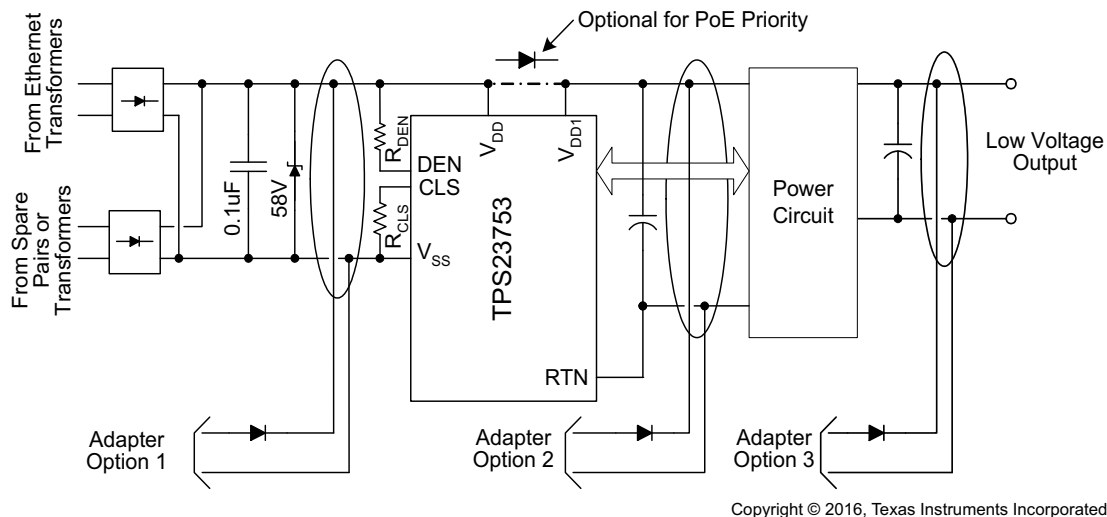 Optional for PoE Priority
From Ethernet
Transformers
From Spare
Pairs or
Transformers
0.1uF
58V
R_DEN
R_CLS
DEN
CLS
V_SS
V_DD
V_DD1
TPS23753
RTN
Power
Circuit
Low Voltage
Output
Adapter
Option 1
Adapter
Option 2
Adapter
Option 3
Copyright © 2016, Texas Instruments Incorporated